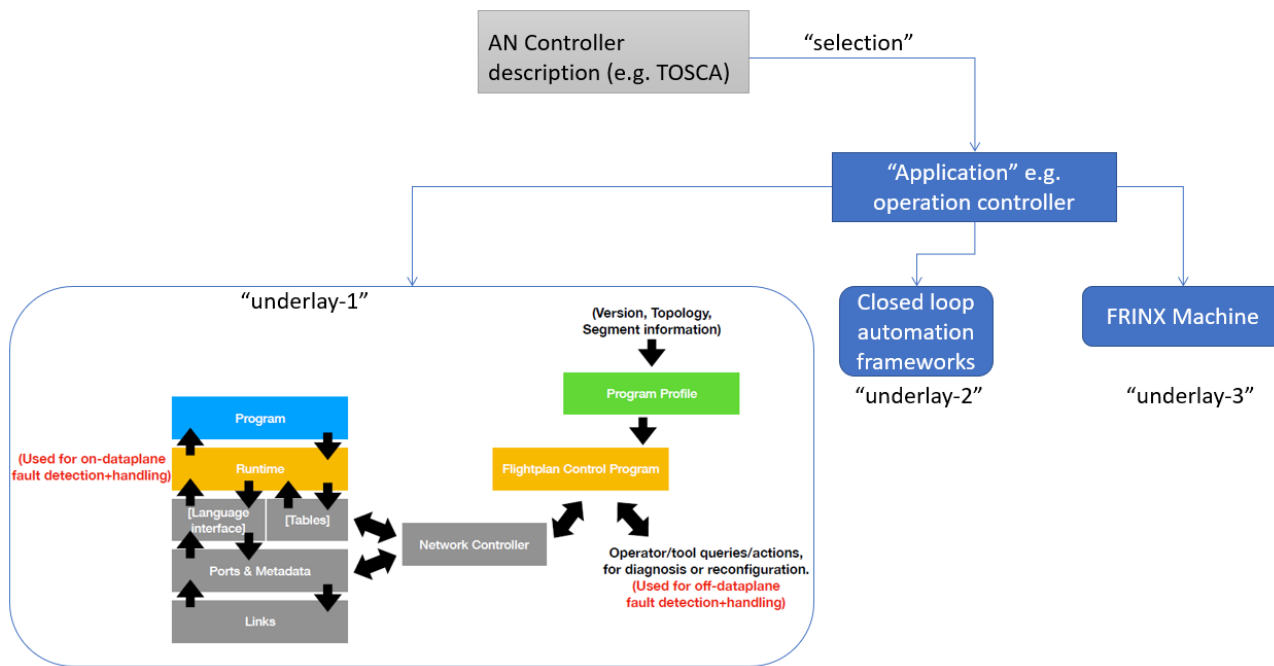 AN Controller
description (e.g. TOSCA)
“selection”
“Application” e.g.
operation controller
“underlay-1”
(Version, Topology,
Segment information)
Program Profile
Flightplan Control Program
Program
(Used for on-dataplane
fault detection+handling)
Runtime
[Language
interface]
[Tables]
Network Controller
Ports & Metadata
Links
Operator/tool queries/actions,
for diagnosis or reconfiguration.
(Used for off-dataplane
fault detection+handling)
Closed loop
automation
frameworks
“underlay-2”
FRINX Machine
“underlay-3”